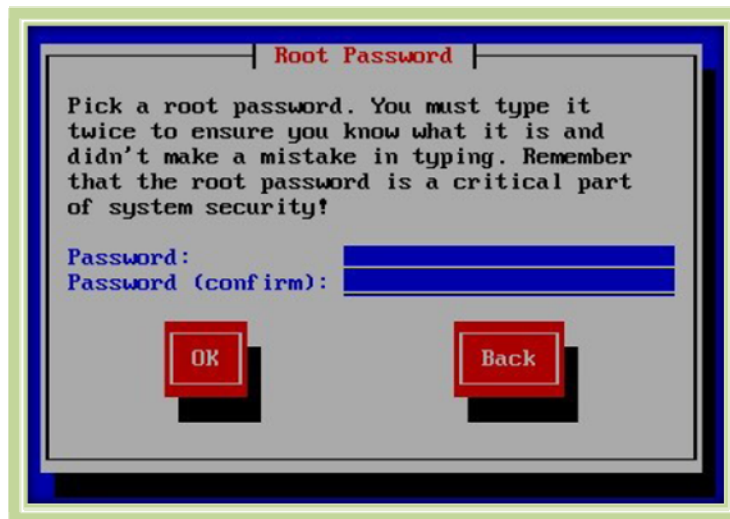 Root Password
Pick a root password. You must type it
twice to ensure you know what it is and
didn't make a mistake in typing. Remember
that the root password is a critical part
of system security!
Password:
Password (confirm):
OK Back